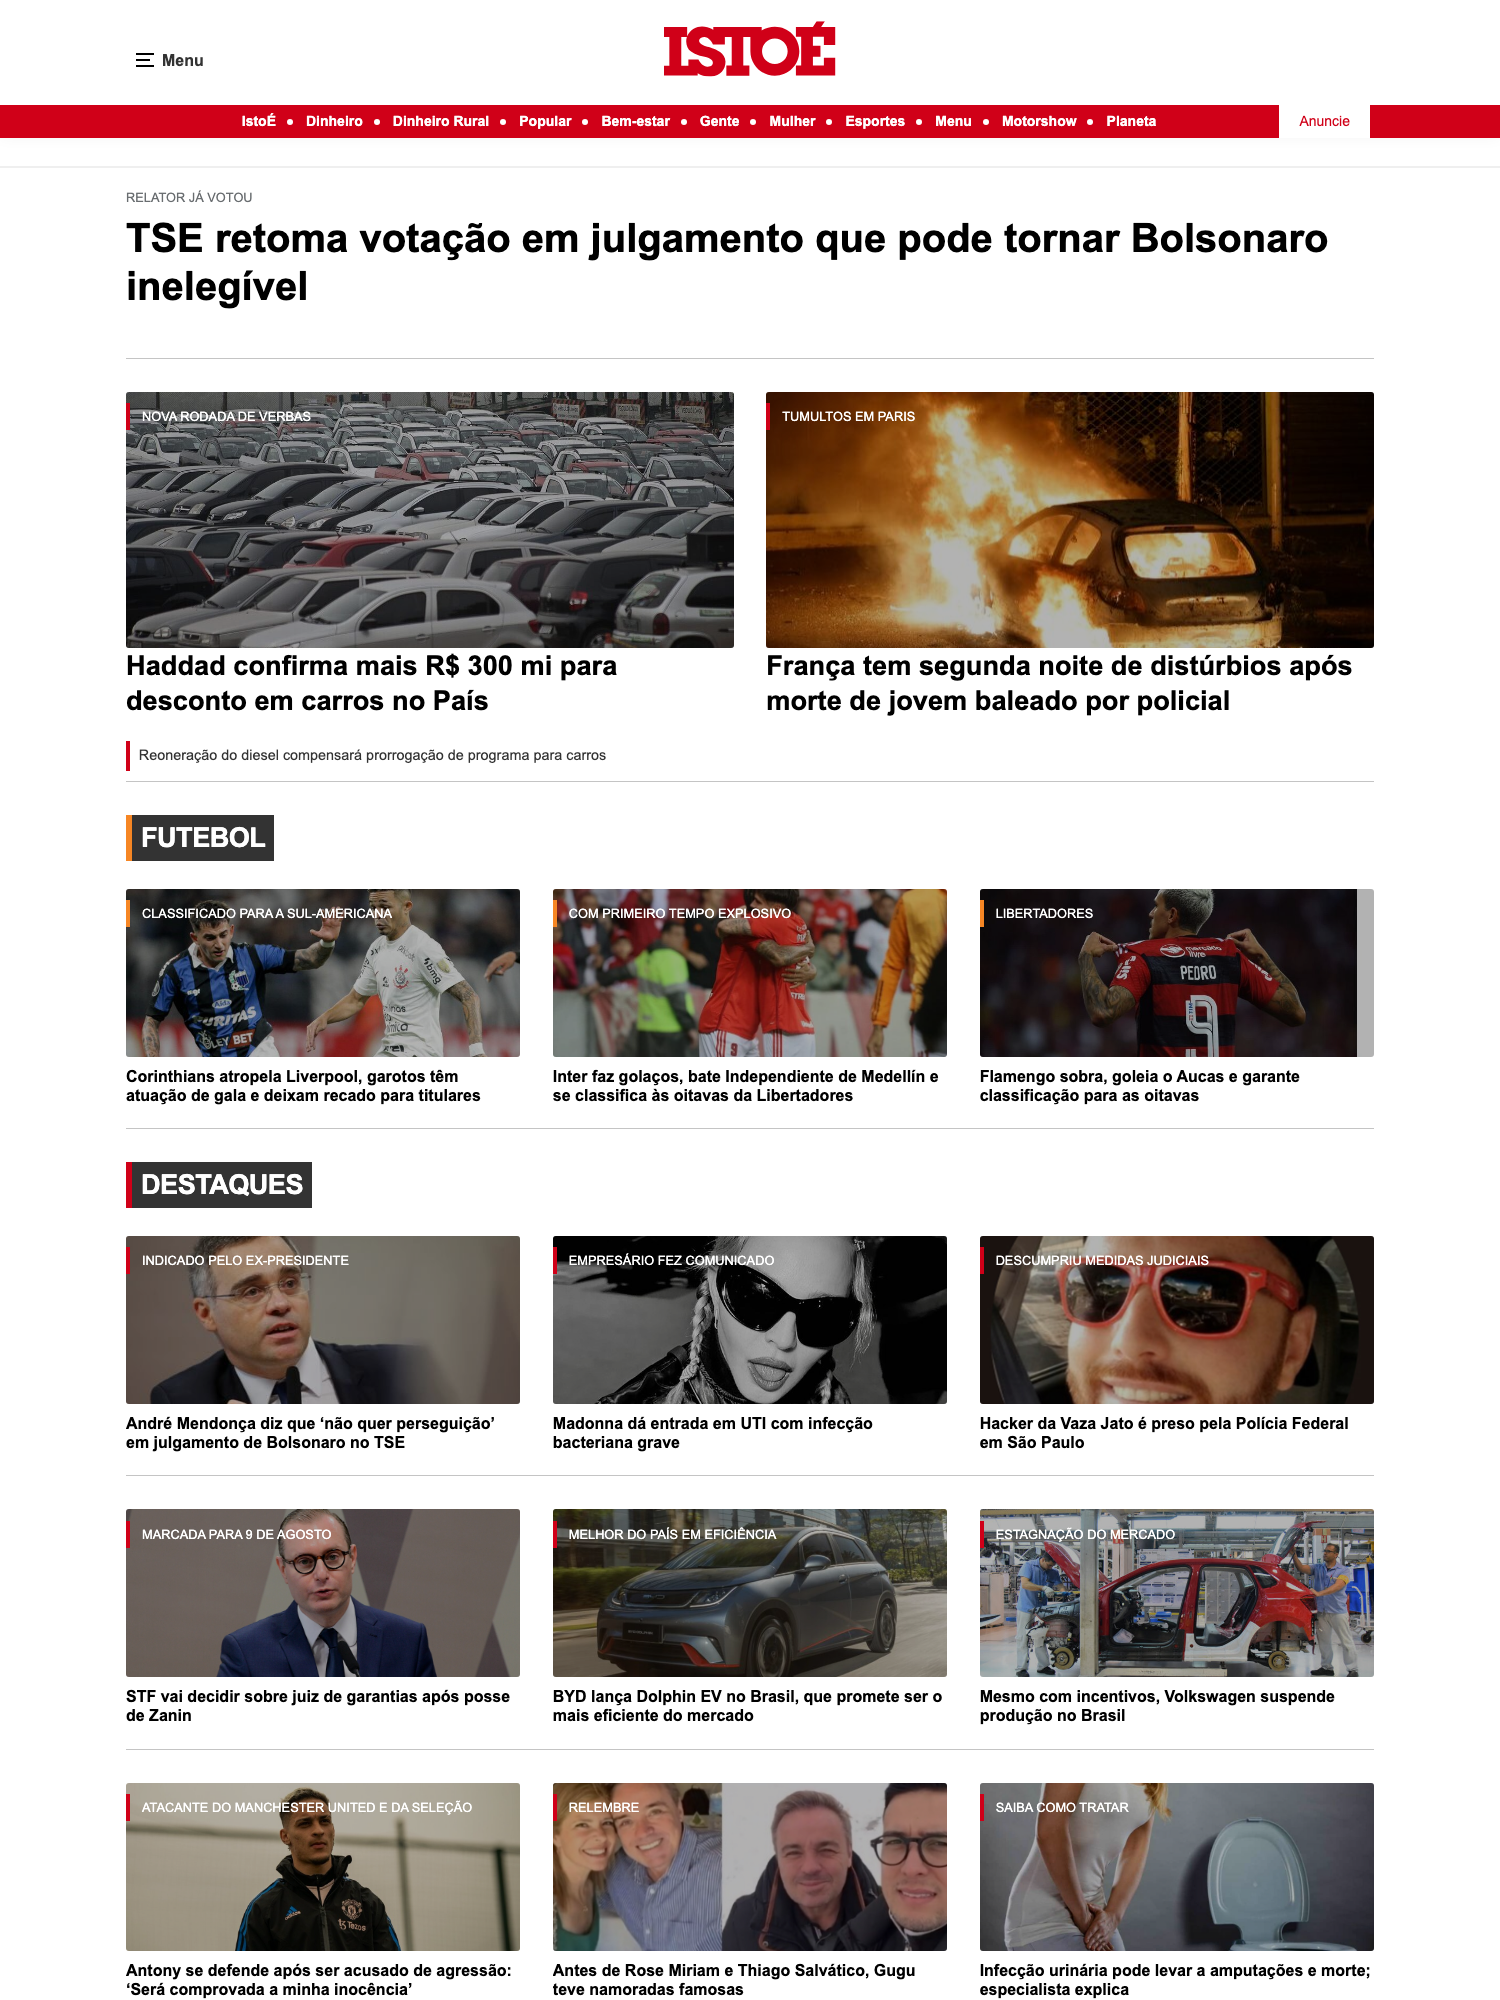 Menu
ISTOÉ
IstoÉ • Dinheiro • Dinheiro Rural • Popular • Bem-estar • Gente • Mulher • Esportes • Menu • Motorshow • Planeta
Anuncie
RELATOR JÁ VOTOU
TSE retoma votação em julgamento que pode tornar Bolsonaro
inelegível
NOVA RODADA DE VERBAS
Haddad confirma mais R$ 300 mi para
desconto em carros no País
Reoneração do diesel compensará prorrogação de programa para carros
TUMULTOS EM PARIS
França tem segunda noite de distúrbios após
morte de jovem baleado por policial
FUTEBOL
CLASSIFICADO PARA A SUL-AMERICANA
Corinthians atropela Liverpool, garotos têm
atuação de gala e deixam recado para titulares
COM PRIMEIRO TEMPO EXPLOSIVO
Inter faz golaços, bate Independiente de Medellín e
se classifica às oitavas da Libertadores
LIBERTADORES
mercado
livre
PEDRO
9
Flamengo sobra, goleia o Aucas e garante
classificação para as oitavas
DESTAQUES
INDICADO PELO EX-PRESIDENTE
André Mendonça diz que ‘não quer perseguição’
em julgamento de Bolsonaro no TSE
EMPRESÁRIO FEZ COMUNICADO
Madonna dá entrada em UTI com infecção
bacteriana grave
DESCUMPRIU MEDIDAS JUDICIAIS
Hacker da Vaza Jato é preso pela Polícia Federal
em São Paulo
MARCADA PARA 9 DE AGOSTO
STF vai decidir sobre juiz de garantias após posse
de Zanin
MELHOR DO PAÍS EM EFICIÊNCIA
BYD lança Dolphin EV no Brasil, que promete ser o
mais eficiente do mercado
ESTAGNAÇÃO DO MERCADO
Mesmo com incentivos, Volkswagen suspende
produção no Brasil
ATACANTE DO MANCHESTER UNITED E DA SELEÇÃO
Antony se defende após ser acusado de agressão:
‘Será comprovada a minha inocência’
RELEMBRE
Antes de Rose Miriam e Thiago Salvático, Gugu
teve namoradas famosas
SAIBA COMO TRATAR
Infecção urinária pode levar a amputações e morte;
especialista explica